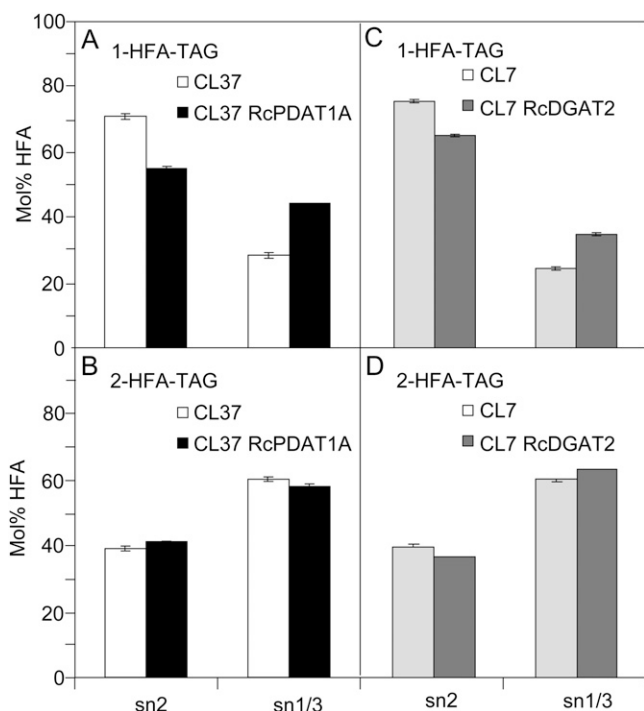 100
80
60
40
20
0
Mol% HFA
A
1-HFA-TAG
CL37
CL37 RcPDAT1A
C
1-HFA-TAG
CL7
CL7 RcDGAT2
80
60
40
20
0
Mol% HFA
B
2-HFA-TAG
CL37
CL37 RcPDAT1A
D
2-HFA-TAG
CL7
CL7 RcDGAT2
sn2
sn1/3
sn2
sn1/3